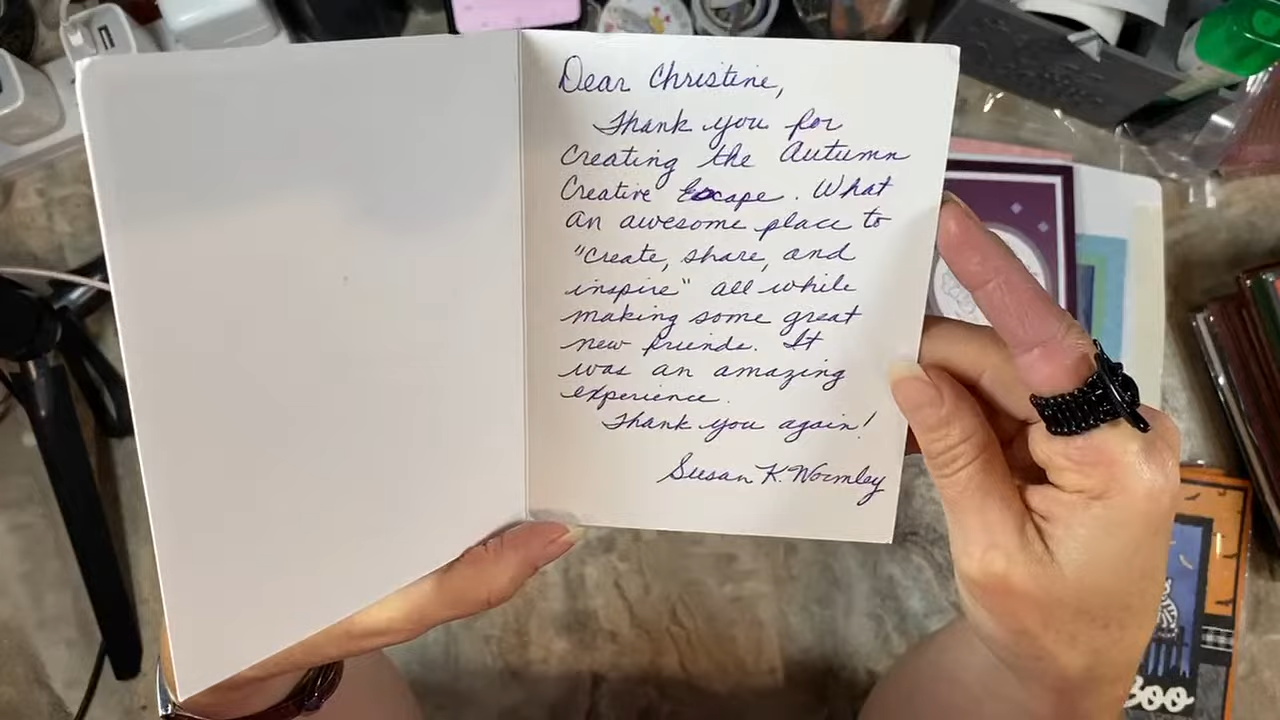 Dear Christine,
Thank you for
Creating the Autumn
Creative Escape. What
an awesome place to
"Create, share, and
inspire" all while
making some great
new friends. It
was an amazing
experience.
Thank you again!
Susan K. Wormley
Boo